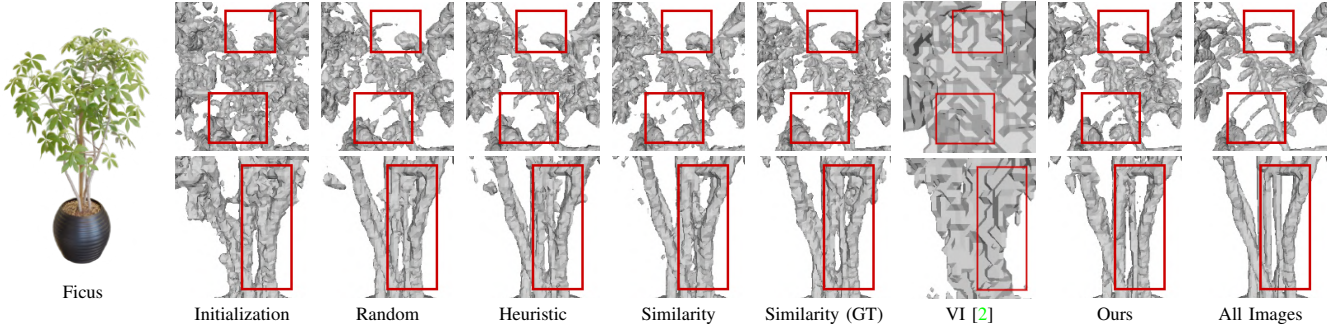 Ficus
Initialization Random Heuristic Similarity Similarity (GT) VI [2] Ours All Images